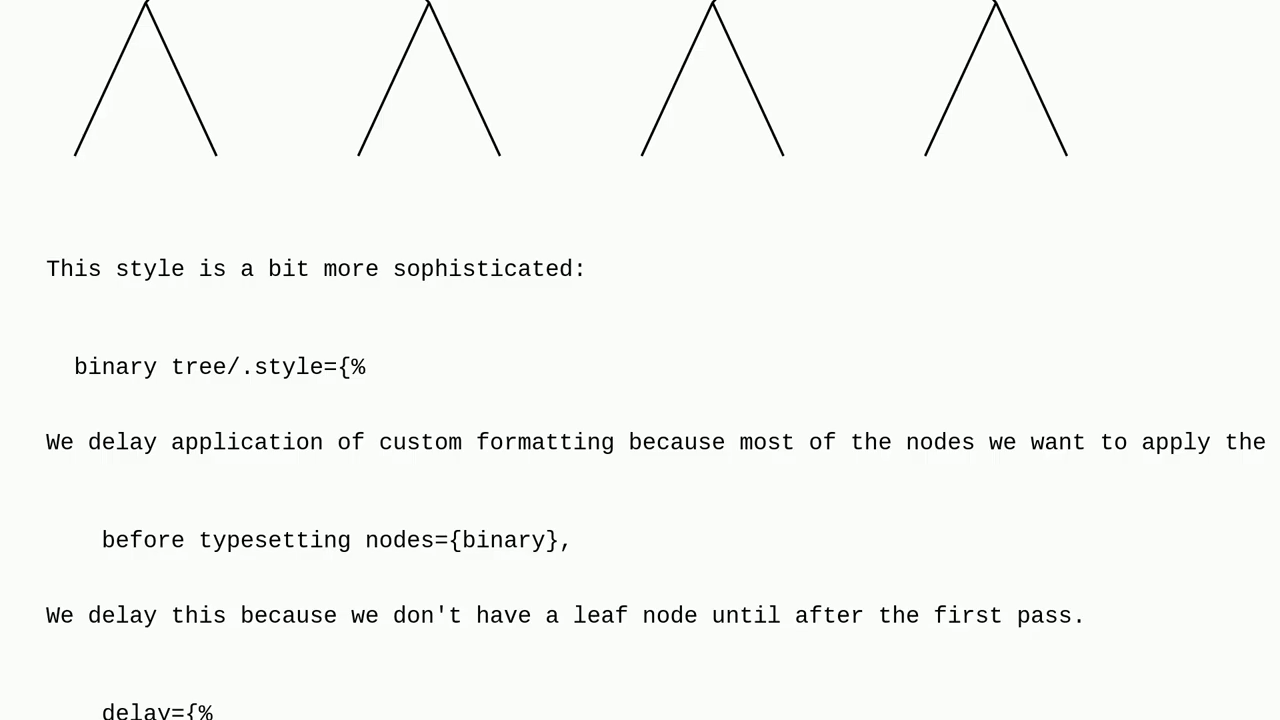 This style is a bit more sophisticated:
binary tree/.style={%
We delay application of custom formatting because most of the nodes we want to apply the
before typesetting nodes={binary},
We delay this because we don't have a leaf node until after the first pass.
delay={%